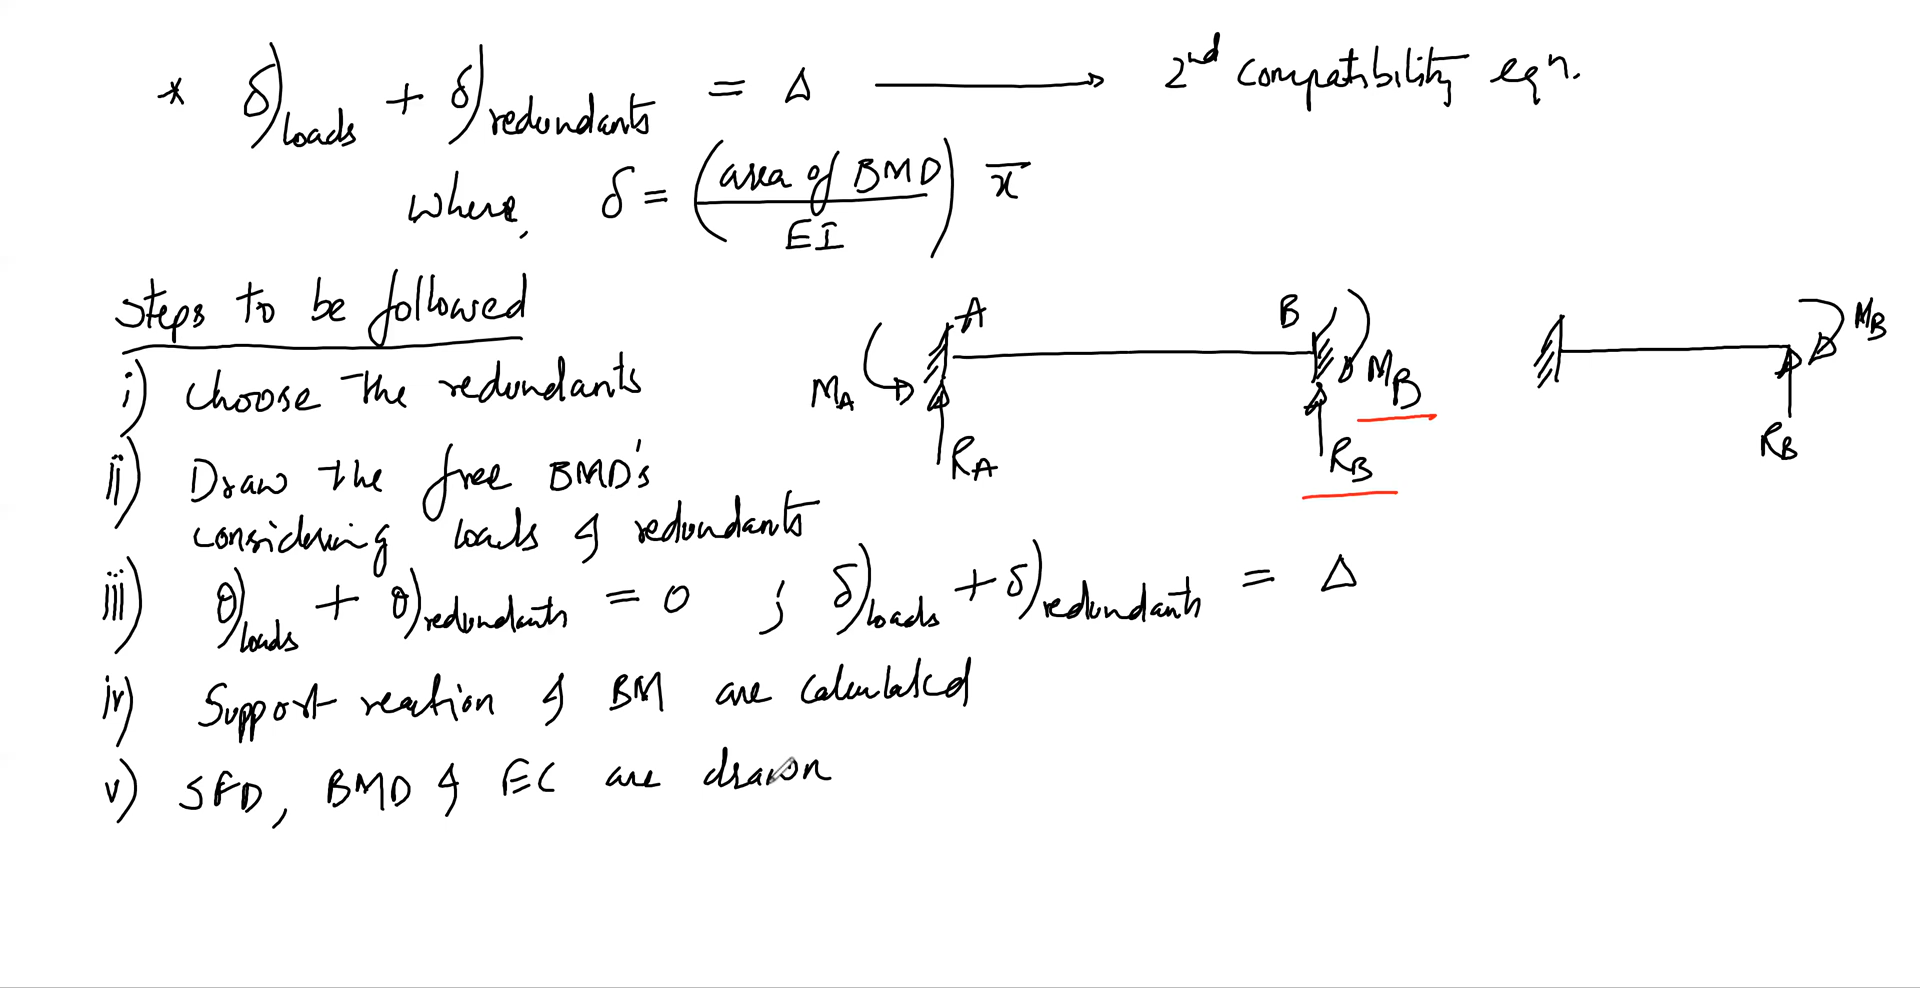 * δ)loads + δ)redundants = Δ → 2nd compatibility eqn.
where, δ = (area of BMD / EI) x̄
Steps to be followed
i) Choose the redundants
ii) Draw the free BMD's
considering loads & redundants
iii) θ)loads + θ)redundants = 0 ; δ)loads + δ)redundants = Δ
iv) Support reaction & BM are calculated
v) SFD, BMD & EC are drawn
A
B
MA
MB
RA
RB
MB
RB